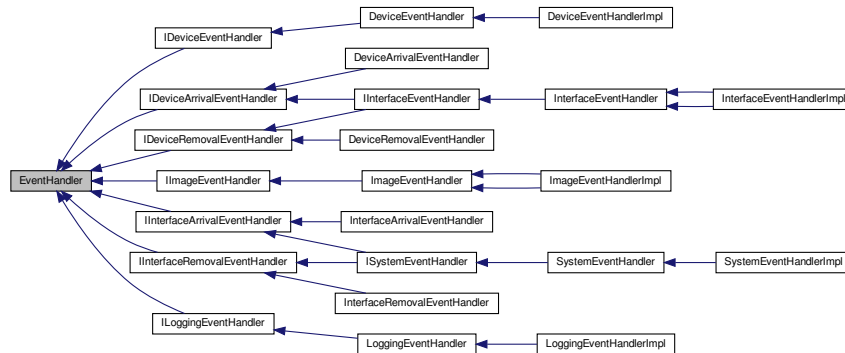 DeviceEventHandler
DeviceEventHandlerImpl
IDeviceEventHandler
DeviceArrivalEventHandler
IDeviceArrivalEventHandler
IInterfaceEventHandler
InterfaceEventHandler
InterfaceEventHandlerImpl
IDeviceRemovalEventHandler
DeviceRemovalEventHandler
EventHandler
IImageEventHandler
ImageEventHandler
ImageEventHandlerImpl
IInterfaceArrivalEventHandler
InterfaceArrivalEventHandler
IInterfaceRemovalEventHandler
ISystemEventHandler
SystemEventHandler
SystemEventHandlerImpl
InterfaceRemovalEventHandler
ILoggingEventHandler
LoggingEventHandler
LoggingEventHandlerImpl